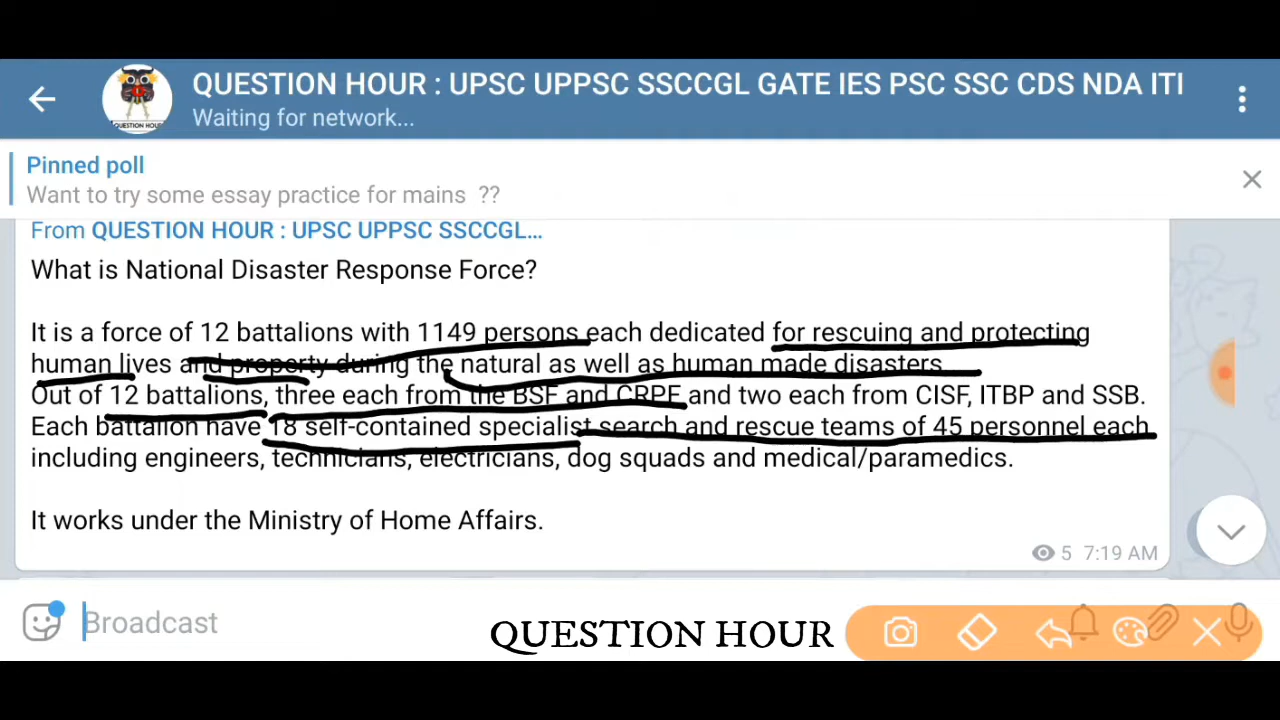 QUESTION HOUR : UPSC UPPSC SSCCGL GATE IES PSC SSC CDS NDA ITI
QUESTION HOUR
Waiting for network...
Pinned poll
Want to try some essay practice for mains ??
From QUESTION HOUR : UPSC UPPSC SSCCGL...
What is National Disaster Response Force?
It is a force of 12 battalions with 1149 persons each dedicated for rescuing and protecting
human lives and property during the natural as well as human made disasters.
Out of 12 battalions, three each from the BSF and CRPF and two each from CISF, ITBP and SSB.
Each battalion have 18 self-contained specialist search and rescue teams of 45 personnel each
including engineers, technicians, electricians, dog squads and medical/paramedics.
It works under the Ministry of Home Affairs.
5 7:19 AM
Broadcast
QUESTION HOUR